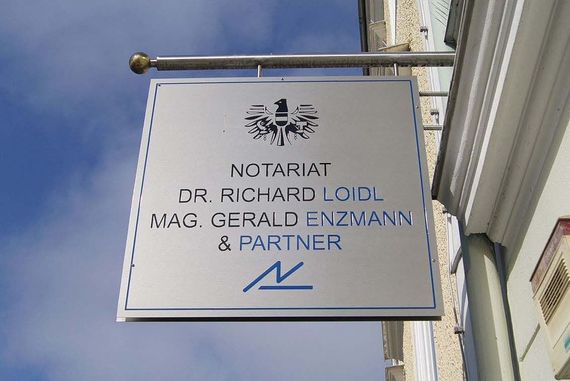 NOTARIAT
DR. RICHARD LOIDL
MAG. GERALD ENZMANN
& PARTNER